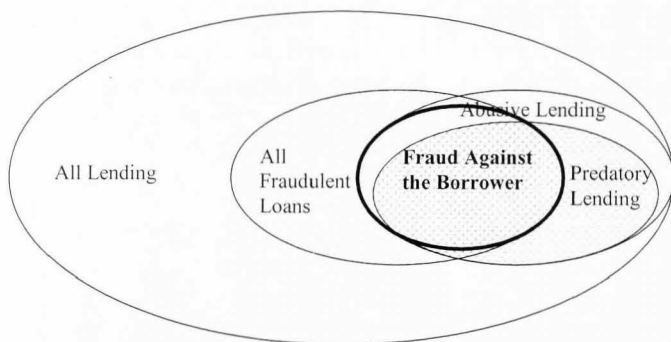 Abusive Lending
All Lending
All
Fraudulent
Loans
Fraud Against
the Borrower
Predatory
Lending